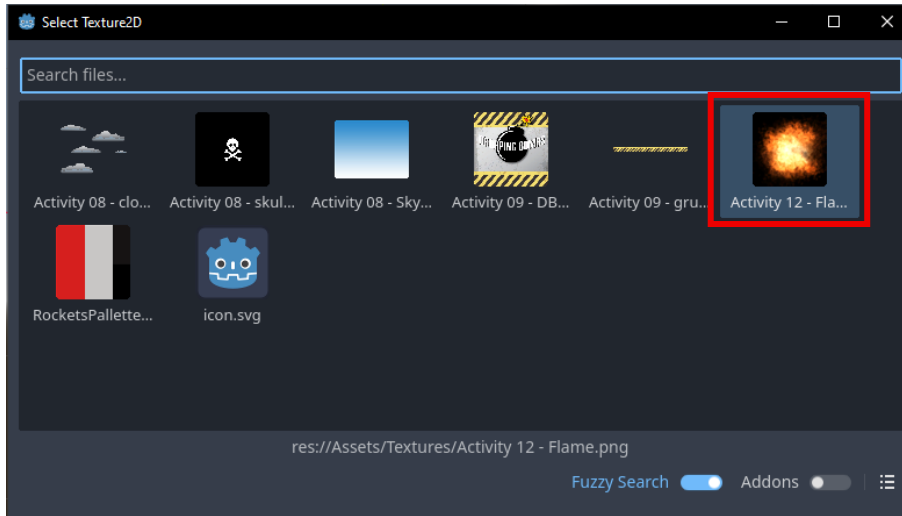 Select Texture2D
Search files...
Activity 08 - clo...
Activity 08 - skul...
Activity 08 - Sky...
Activity 09 - DB...
Activity 09 - gru...
Activity 12 - Fla...
RocketsPallette...
icon.svg
res://Assets/Textures/Activity 12 - Flame.png
Fuzzy Search
Addons